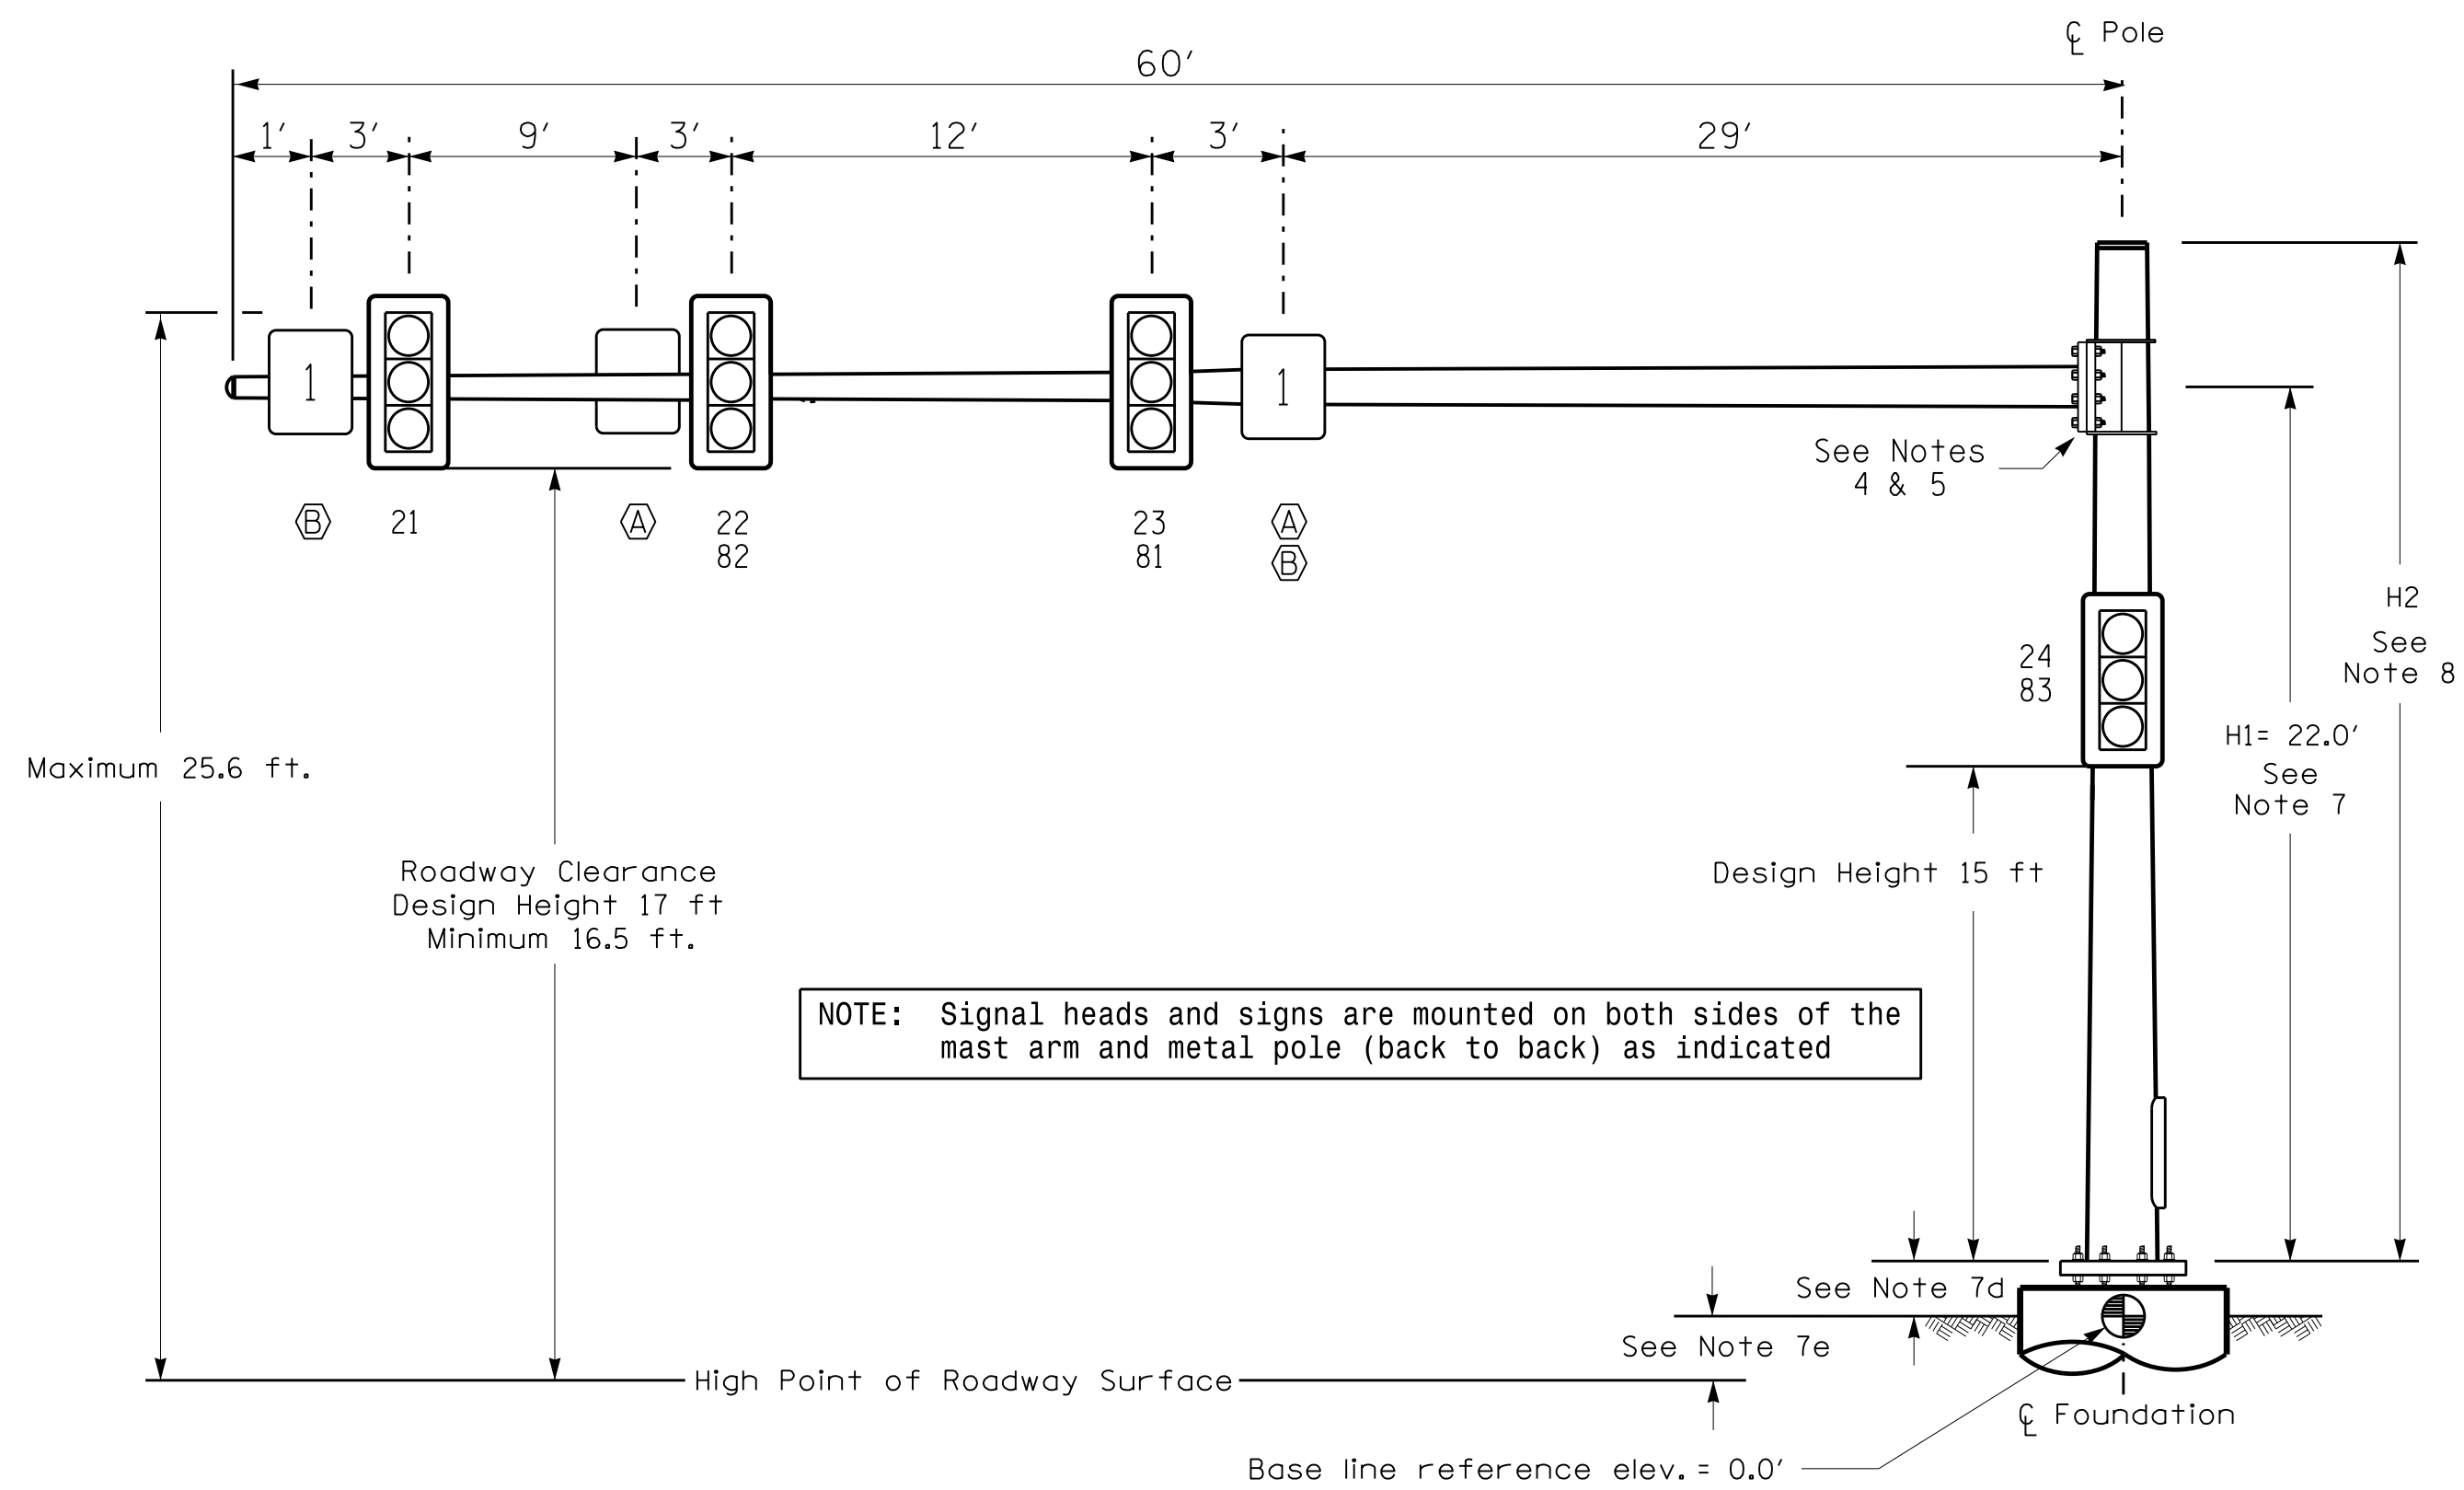 ℄ Pole
60'
1' 3' 9' 3' 12' 3' 29'
1
1
See Notes
4 & 5
B 21 A 22 23 A
82 81 B
H2
See
Note 8
24
83
H1= 22.0'
See
Note 7
Maximum 25.6 ft.
Roadway Clearance
Design Height 17 ft
Minimum 16.5 ft.
Design Height 15 ft
NOTE: Signal heads and signs are mounted on both sides of the
mast arm and metal pole (back to back) as indicated
See Note 7d
See Note 7e
High Point of Roadway Surface
℄ Foundation
Base line reference elev. = 0.0'